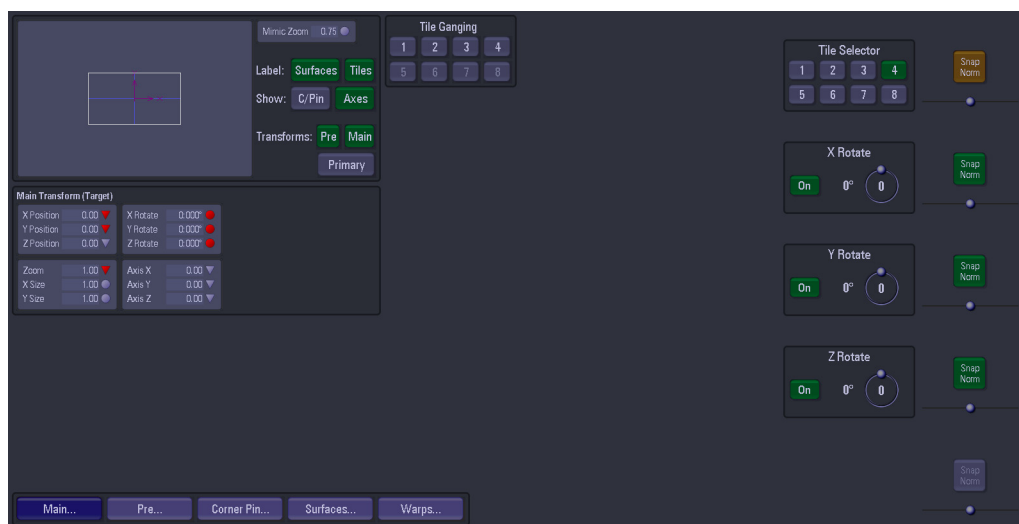 Mimic Zoom 0.75
Label: Surfaces Tiles
Show: C/Pin Axes
Transforms: Pre Main
Primary
Tile Ganging
1 2 3 4
5 6 7 8
Tile Selector
1 2 3 4
5 6 7 8
Snap
Norm
X Rotate
On 0° 0
Snap
Norm
Y Rotate
On 0° 0
Snap
Norm
Z Rotate
On 0° 0
Snap
Norm
Snap
Norm
Main Transform (Target)
X Position 0.00 X Rotate 0.000°
Y Position 0.00 Y Rotate 0.000°
Z Position 0.00 Z Rotate 0.000°
Zoom 1.00 Axis X 0.00
X Size 1.00 Axis Y 0.00
Y Size 1.00 Axis Z 0.00
Main... Pre... Corner Pin... Surfaces... Warps...